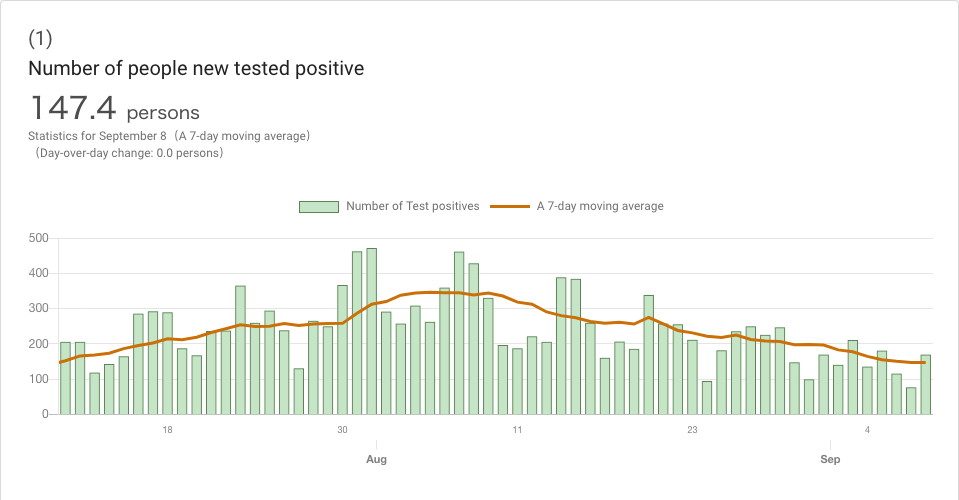 (1)
Number of people new tested positive
147.4 persons
Statistics for September 8（A 7-day moving average）
（Day-over-day change: 0.0 persons）
Number of Test positives A 7-day moving average
500
400
300
200
100
0
18 30 11 23 4
Aug Sep